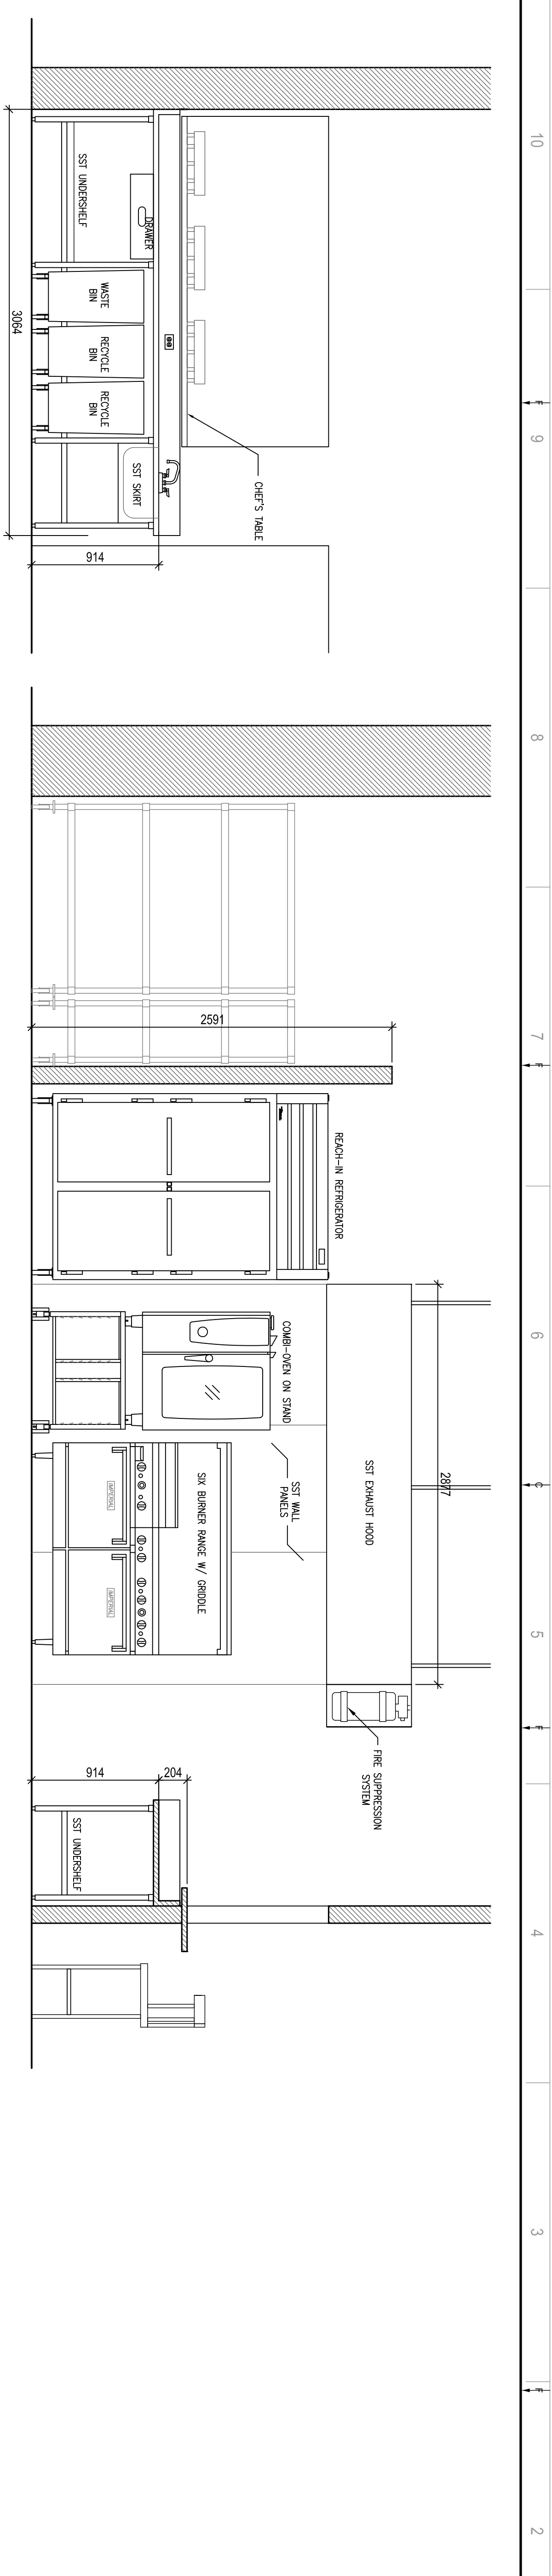 10
9
8
7
6
5
4
3
2
F
F
C
F
F
SST UNDERSHELF
DRAWER
WASTE
BIN
RECYCLE
BIN
RECYCLE
BIN
SST SKIRT
CHEF'S TABLE
3064
914
2591
REACH-IN REFRIGERATOR
COMBI-OVEN ON STAND
SST EXHAUST HOOD
2877
SST WALL
PANELS
SIX BURNER RANGE W/ GRIDDLE
IMPERIAL
IMPERIAL
FIRE SUPPRESSION
SYSTEM
914
204
SST UNDERSHELF